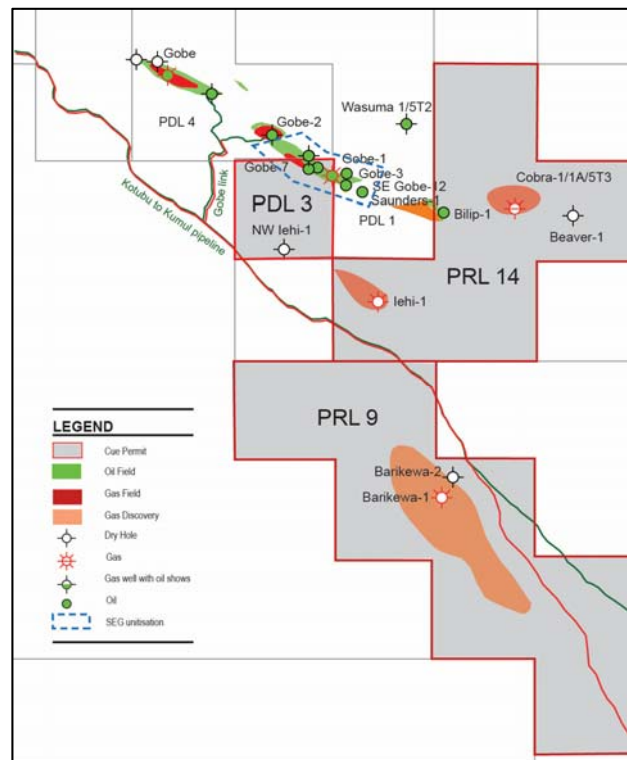 Gobe
Wasuma 1/5T2
PDL 4
Gobe-2
Gobe-1
Gobe-7
Gobe-3
SE Gobe-12
Saunders-1
Cobra-1/1A/5T3
Gobe link
PDL 3
PDL 1
Bilip-1
Beaver-1
Kotubu to Kumul pipeline
NW Iehi-1
PRL 14
Iehi-1
PRL 9
LEGEND
Cue Permit
Oil Field
Gas Field
Gas Discovery
Dry Hole
Gas
Gas well with oil shows
Oil
SEG unitisation
Barikewa-2
Barikewa-1